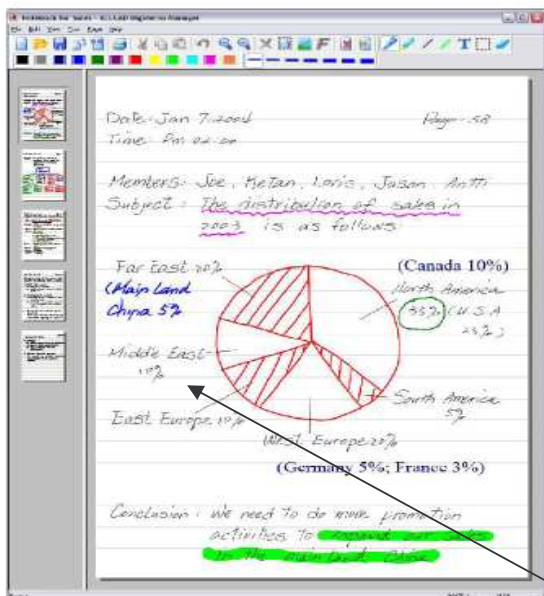 Date: Jan 7. 2004 Page: 58
Time: Pm 02:00
Members: Joe, Ketan, Loris, Jason, Antti
Subject: The distribution of sales in
2003 is as follows:
Far East 20%
(Main Land
China 5%
(Canada 10%)
North America
35% (U.S.A
25%)
Middle East
10%
South America
5%
East Europe 10%
West Europe 20%
(Germany 5%; France 3%)
Conclusion: We need to do more promotion
activities to expand our sales
in the main land China